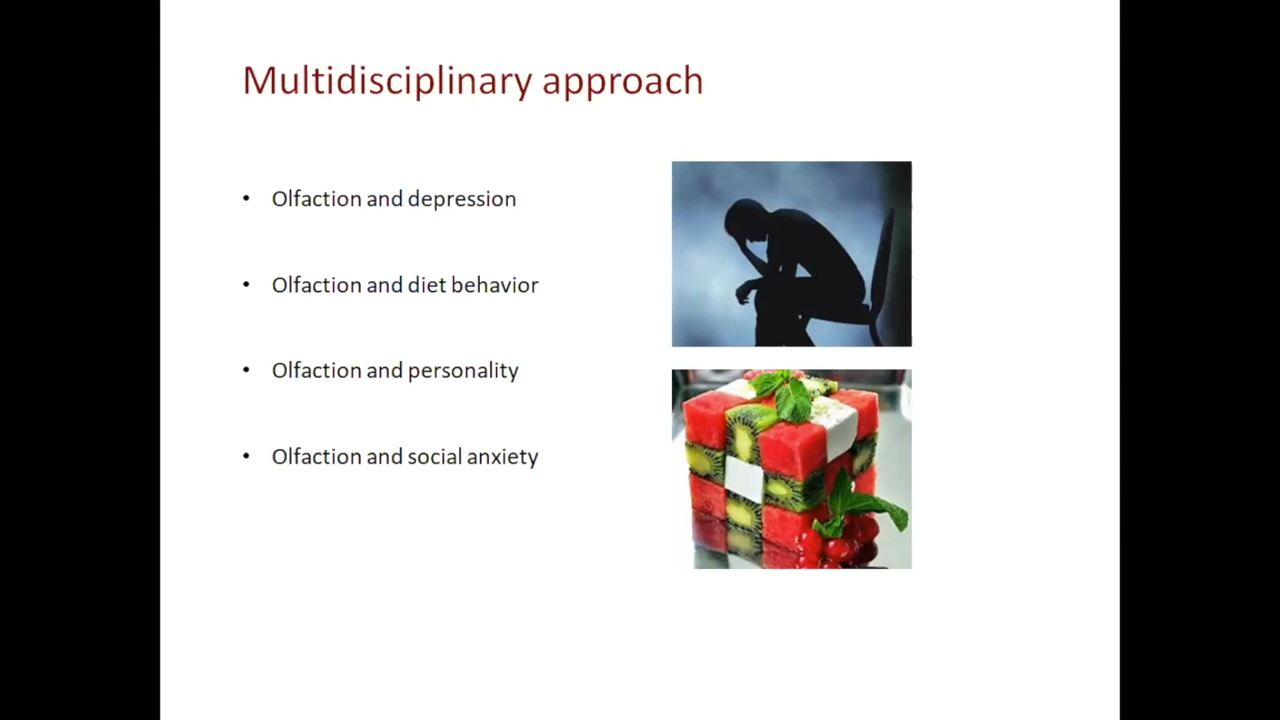 Multidisciplinary approach
• Olfaction and depression
• Olfaction and diet behavior
• Olfaction and personality
• Olfaction and social anxiety